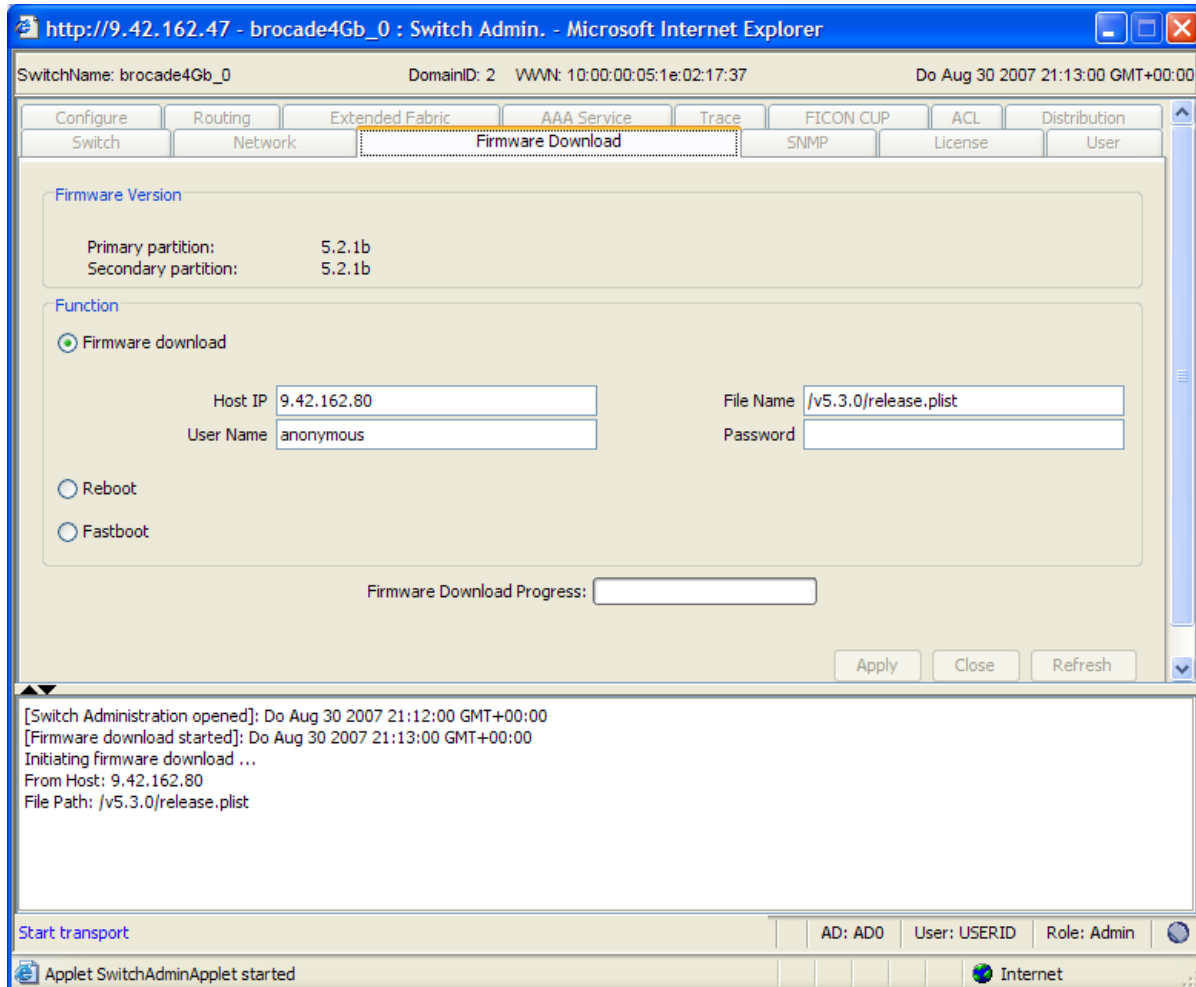 http://9.42.162.47 - brocade4Gb_0 : Switch Admin. - Microsoft Internet Explorer
SwitchName: brocade4Gb_0 DomainID: 2 WWN: 10:00:00:05:1e:02:17:37 Do Aug 30 2007 21:13:00 GMT+00:00
Configure Routing Extended Fabric AAA Service Trace FICON CUP ACL Distribution
Switch Network Firmware Download SNMP License User
Firmware Version
Primary partition: 5.2.1b
Secondary partition: 5.2.1b
Function
Firmware download
Host IP 9.42.162.80 File Name /v5.3.0/release.plist
User Name anonymous Password
Reboot
Fastboot
Firmware Download Progress:
Apply Close Refresh
[Switch Administration opened]: Do Aug 30 2007 21:12:00 GMT+00:00
[Firmware download started]: Do Aug 30 2007 21:13:00 GMT+00:00
Initiating firmware download ...
From Host: 9.42.162.80
File Path: /v5.3.0/release.plist
Start transport AD: AD0 User: USERID Role: Admin
Applet SwitchAdminApplet started Internet